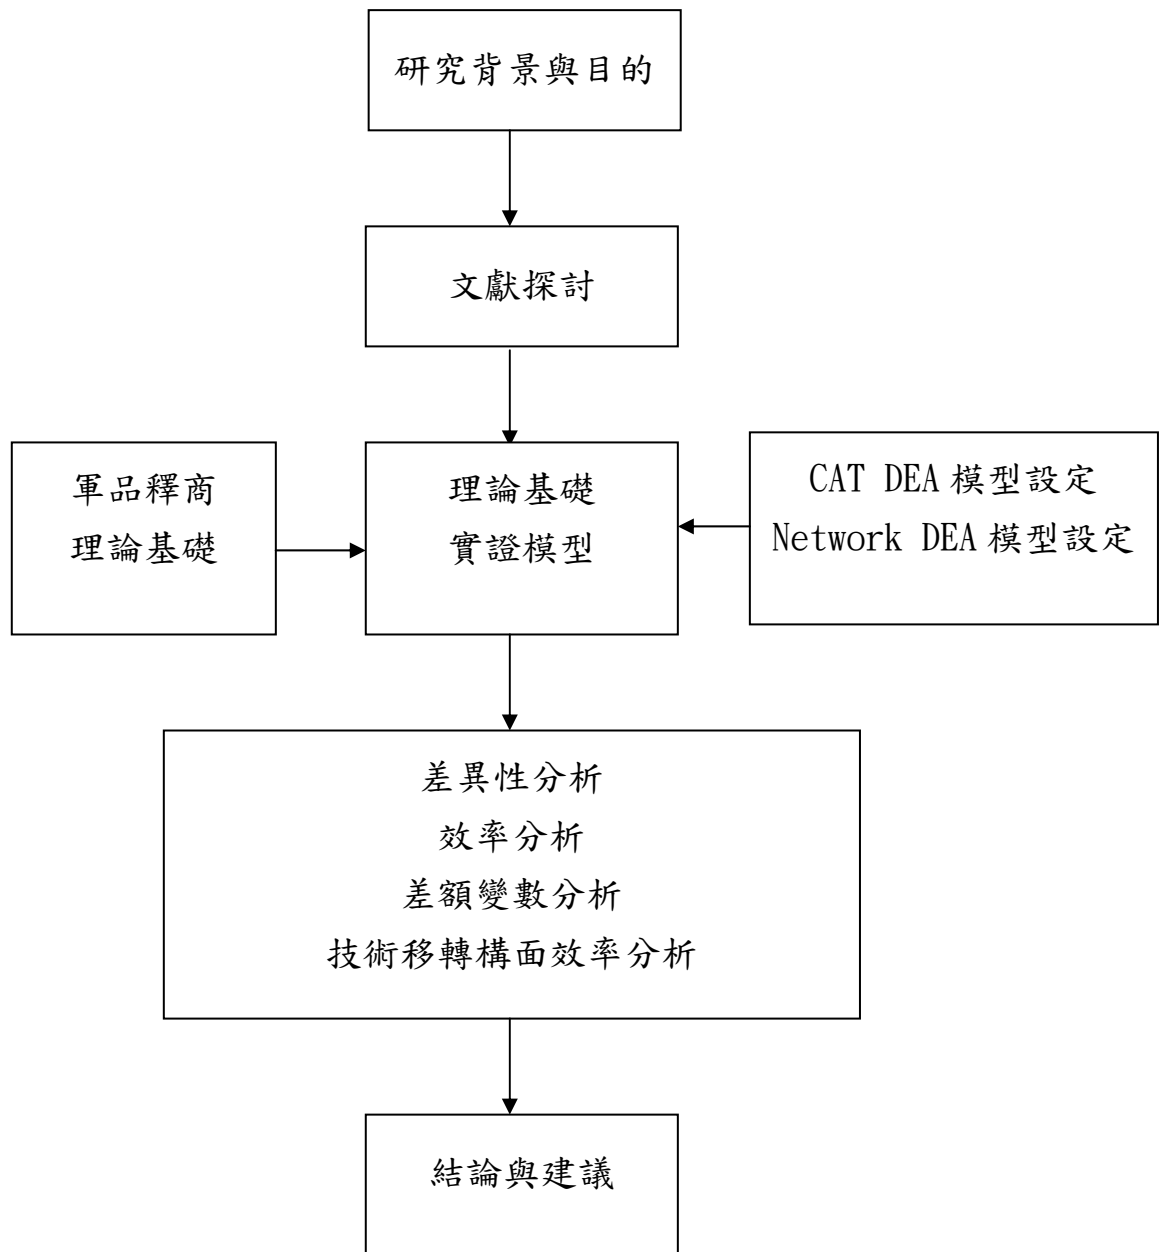 研究背景與目的
文獻探討
軍品釋商
理論基礎
理論基礎
實證模型
CAT DEA 模型設定
Network DEA 模型設定
差異性分析
效率分析
差額變數分析
技術移轉構面效率分析
結論與建議